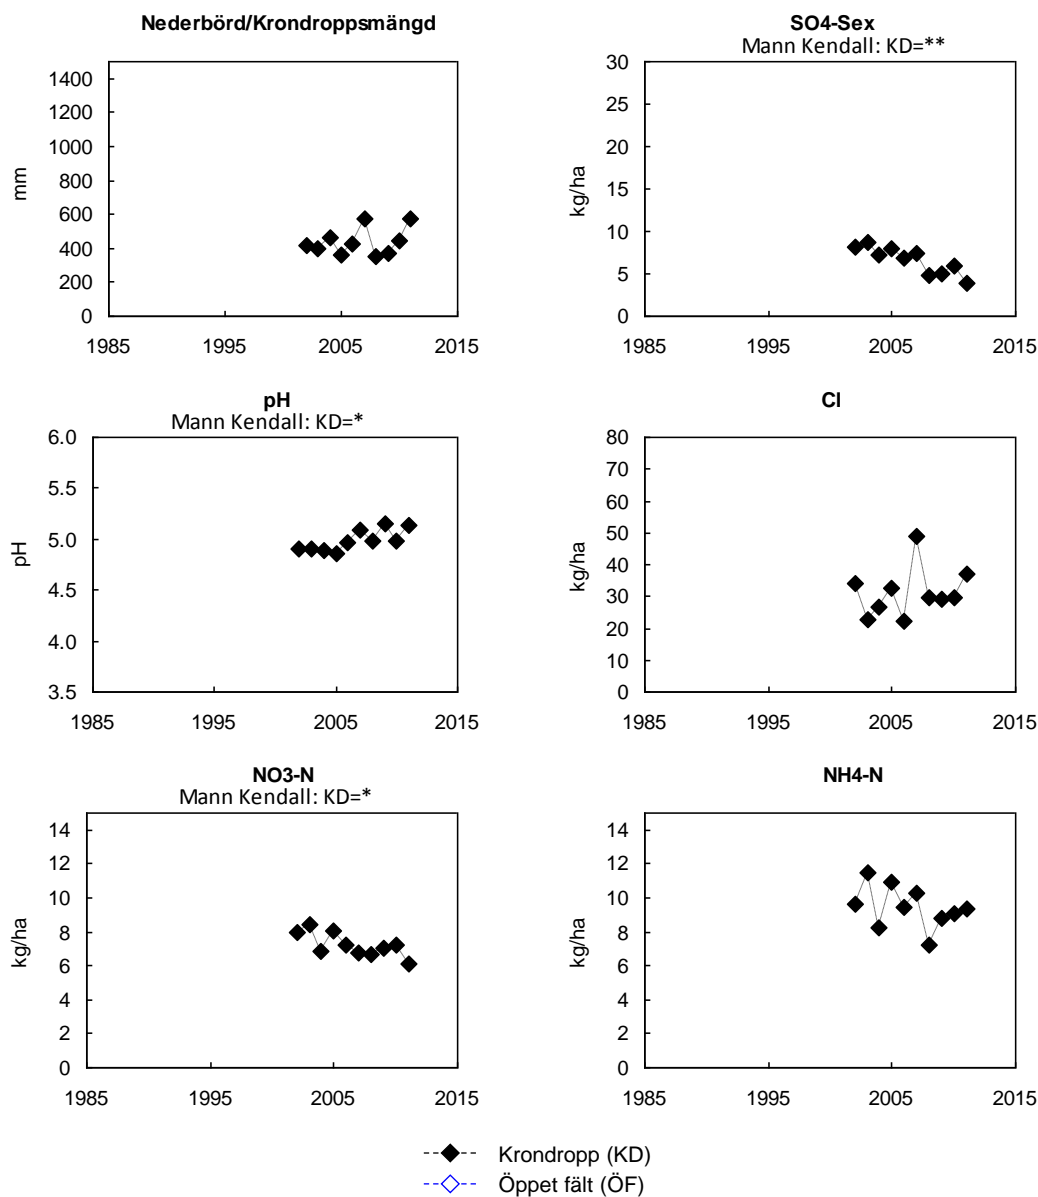 Nederbörd/Krondroppsmängd
mm
1400
1200
1000
800
600
400
200
0
1985 1995 2005 2015
SO4-Sex
Mann Kendall: KD=**
kg/ha
30
25
20
15
10
5
0
1985 1995 2005 2015
pH
Mann Kendall: KD=*
pH
6.0
5.5
5.0
4.5
4.0
3.5
1985 1995 2005 2015
Cl
kg/ha
80
70
60
50
40
30
20
10
0
1985 1995 2005 2015
NO3-N
Mann Kendall: KD=*
kg/ha
14
12
10
8
6
4
2
0
1985 1995 2005 2015
NH4-N
kg/ha
14
12
10
8
6
4
2
0
1985 1995 2005 2015
Krondropp (KD)
Öppet fält (ÖF)